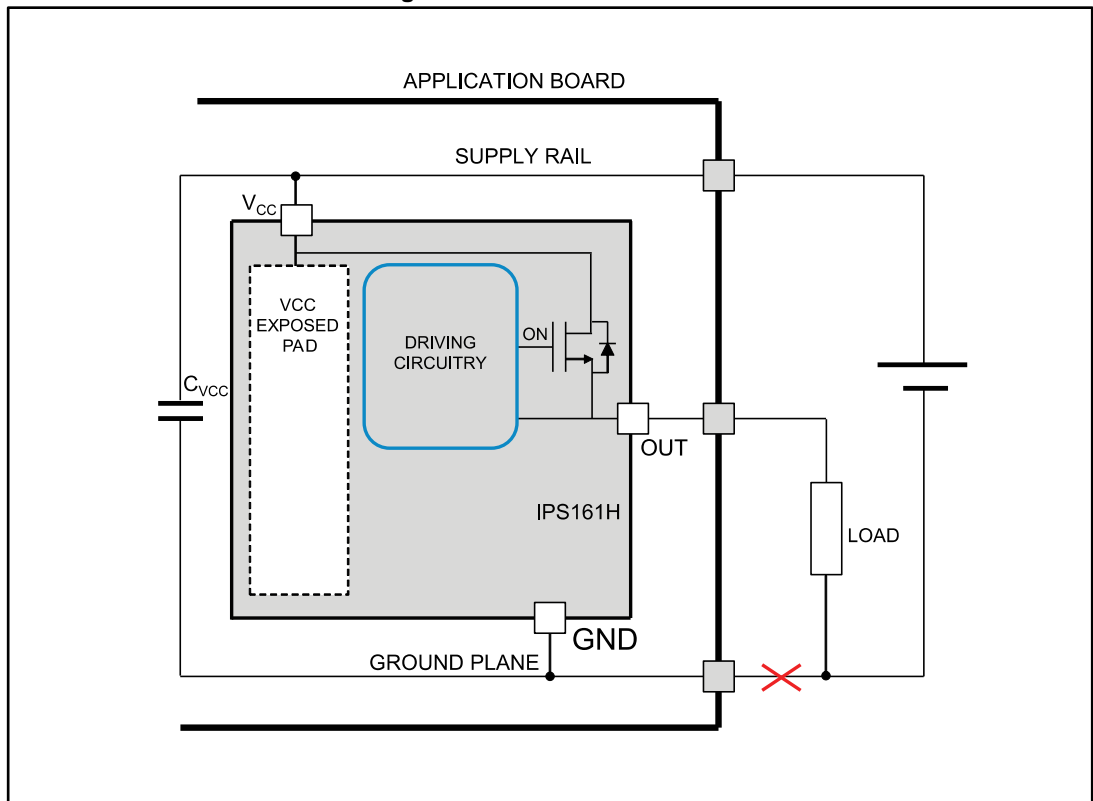 APPLICATION BOARD
SUPPLY RAIL
VCC
VCC
EXPOSED
PAD
DRIVING
CIRCUITRY
ON
CVCC
OUT
IPS161H
LOAD
GND
GROUND PLANE